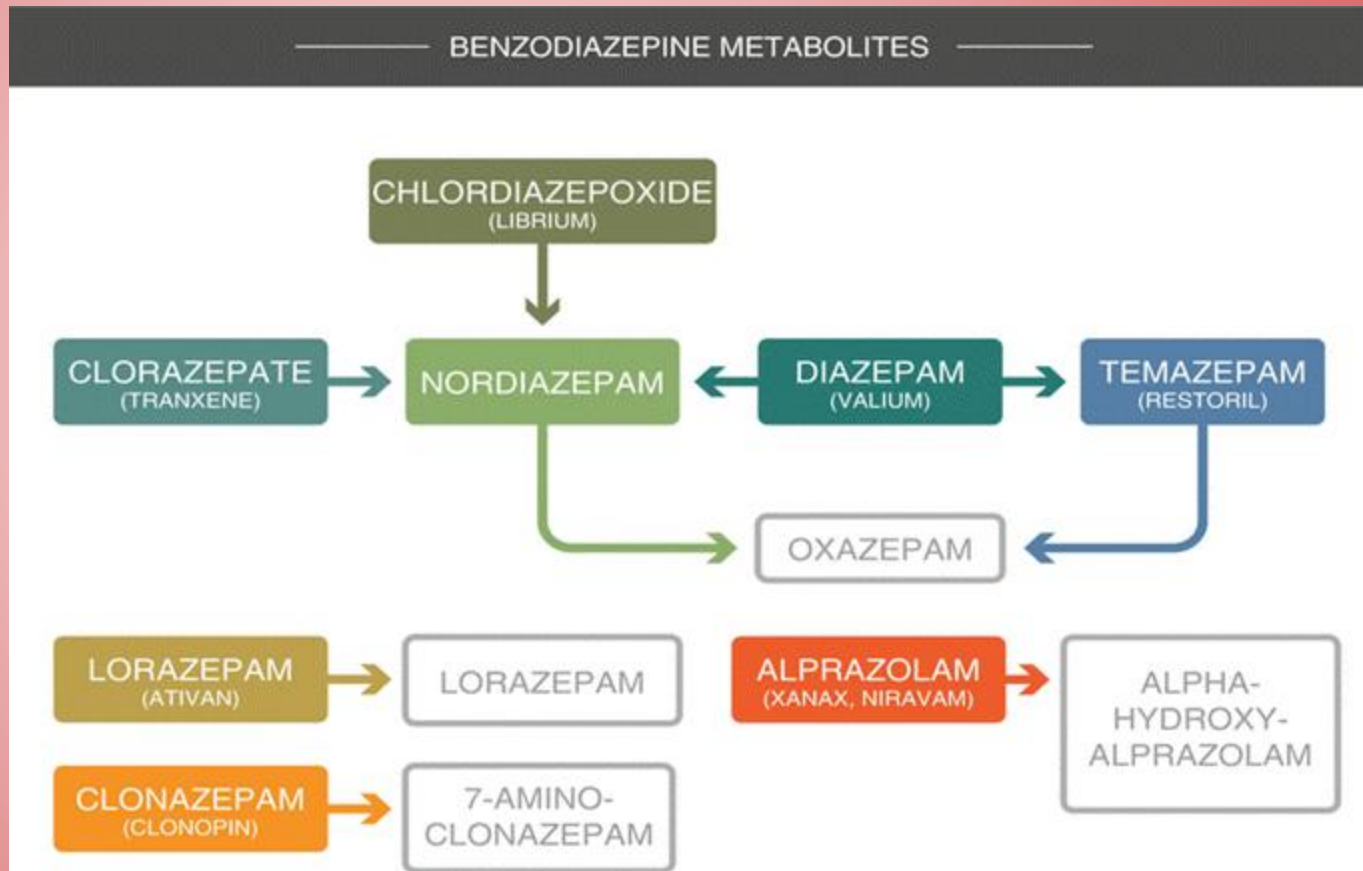 BENZODIAZEPINE METABOLITES
CHLORDIAZEPOXIDE
(LIBRIUM)
CLORAZEPATE
(TRANXENE)
NORDIAZEPAM
DIAZEPAM
(VALIUM)
TEMAZEPAM
(RESTORIL)
OXAZEPAM
LORAZEPAM
(ATIVAN)
LORAZEPAM
ALPRAZOLAM
(XANAX, NIRAVAM)
ALPHA-
HYDROXY-
ALPRAZOLAM
CLONAZEPAM
(CLONOPIN)
7-AMINO-
CLONAZEPAM